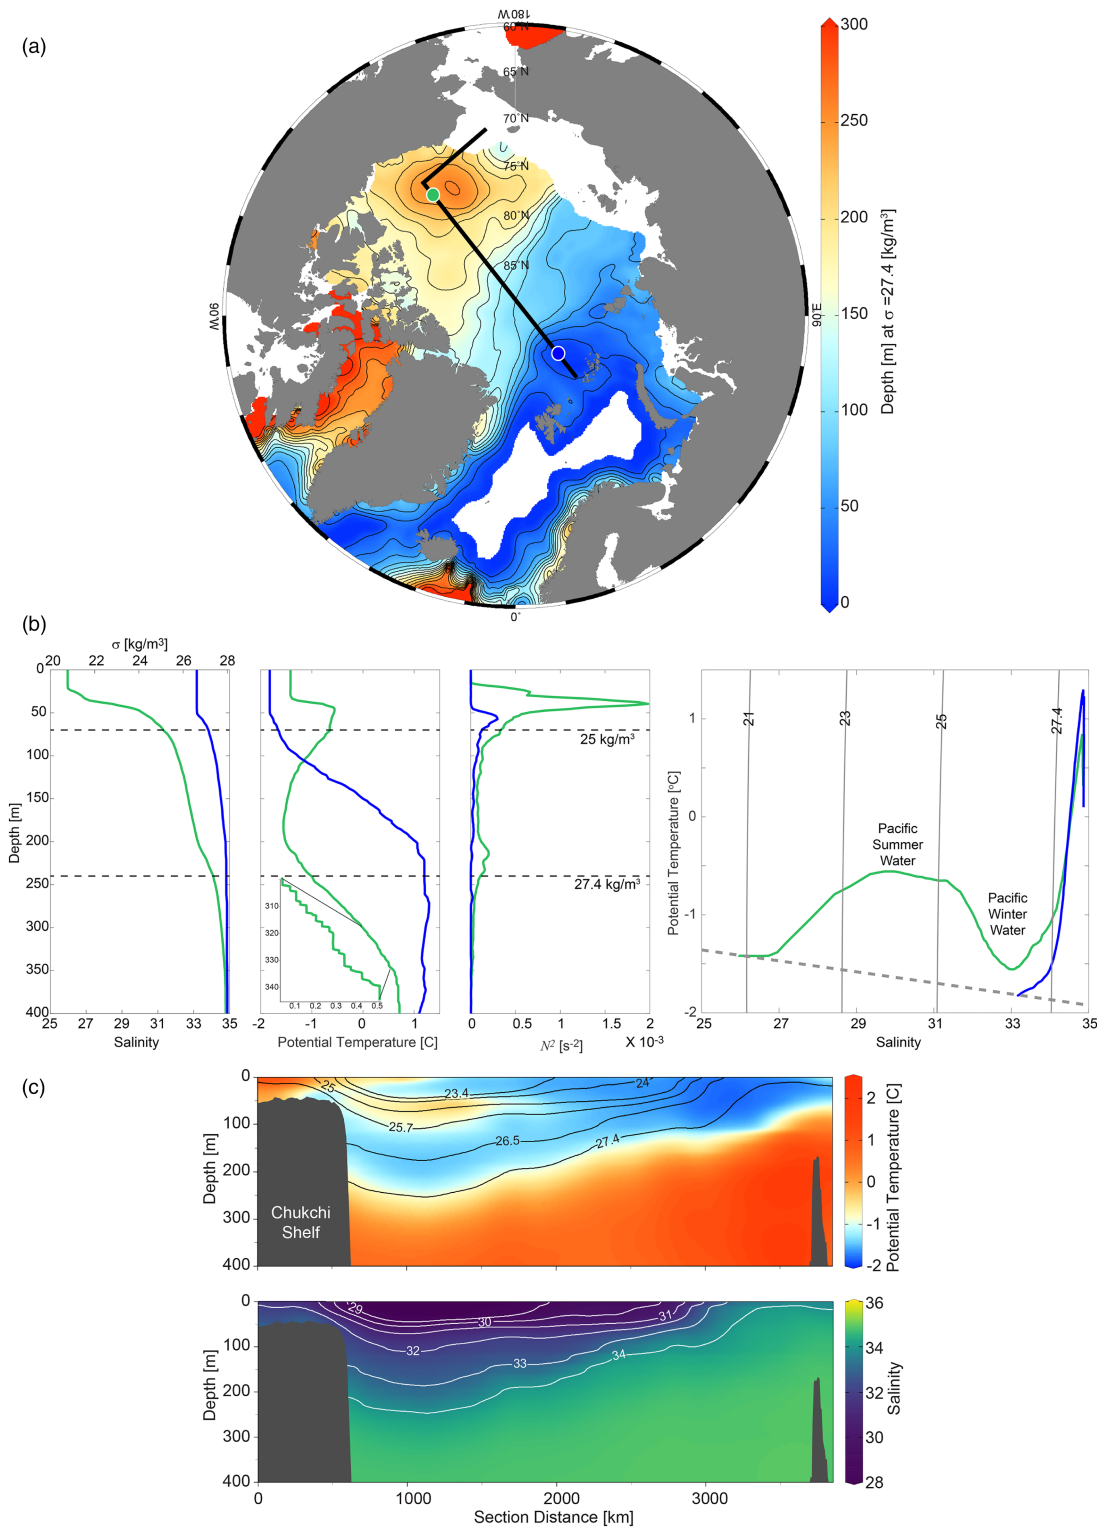 (a)
180°W
60°N
65°N
70°N
75°N
80°N
85°N
90°W
90°E
0°
300
250
200
150
100
50
0
Depth [m] at σ =27.4 [kg/m³]
(b)
σ [kg/m³]
20 22 24 26 28
0
50
100
150
200
250
300
350
400
Depth [m]
25 27 29 31 33 35
Salinity
310
320
330
340
0.1 0.2 0.3 0.4 0.5
-2 -1 0 1
Potential Temperature [C]
25 kg/m³
27.4 kg/m³
0 0.5 1 1.5 2
N² [s-²]
X 10-³
21 23 25 27.4
1
0
-1
-2
Potential Temperature [°C]
Pacific
Summer
Water
Pacific
Winter
Water
25 27 29 31 33 35
Salinity
(c)
0
100
200
300
400
Depth [m]
25
23.4
24
25.7
26.5
27.4
Chukchi
Shelf
2
1
0
-1
-2
Potential Temperature [C]
0
100
200
300
400
Depth [m]
29
30
31
32
33
34
36
34
32
30
28
Salinity
0 1000 2000 3000
Section Distance [km]